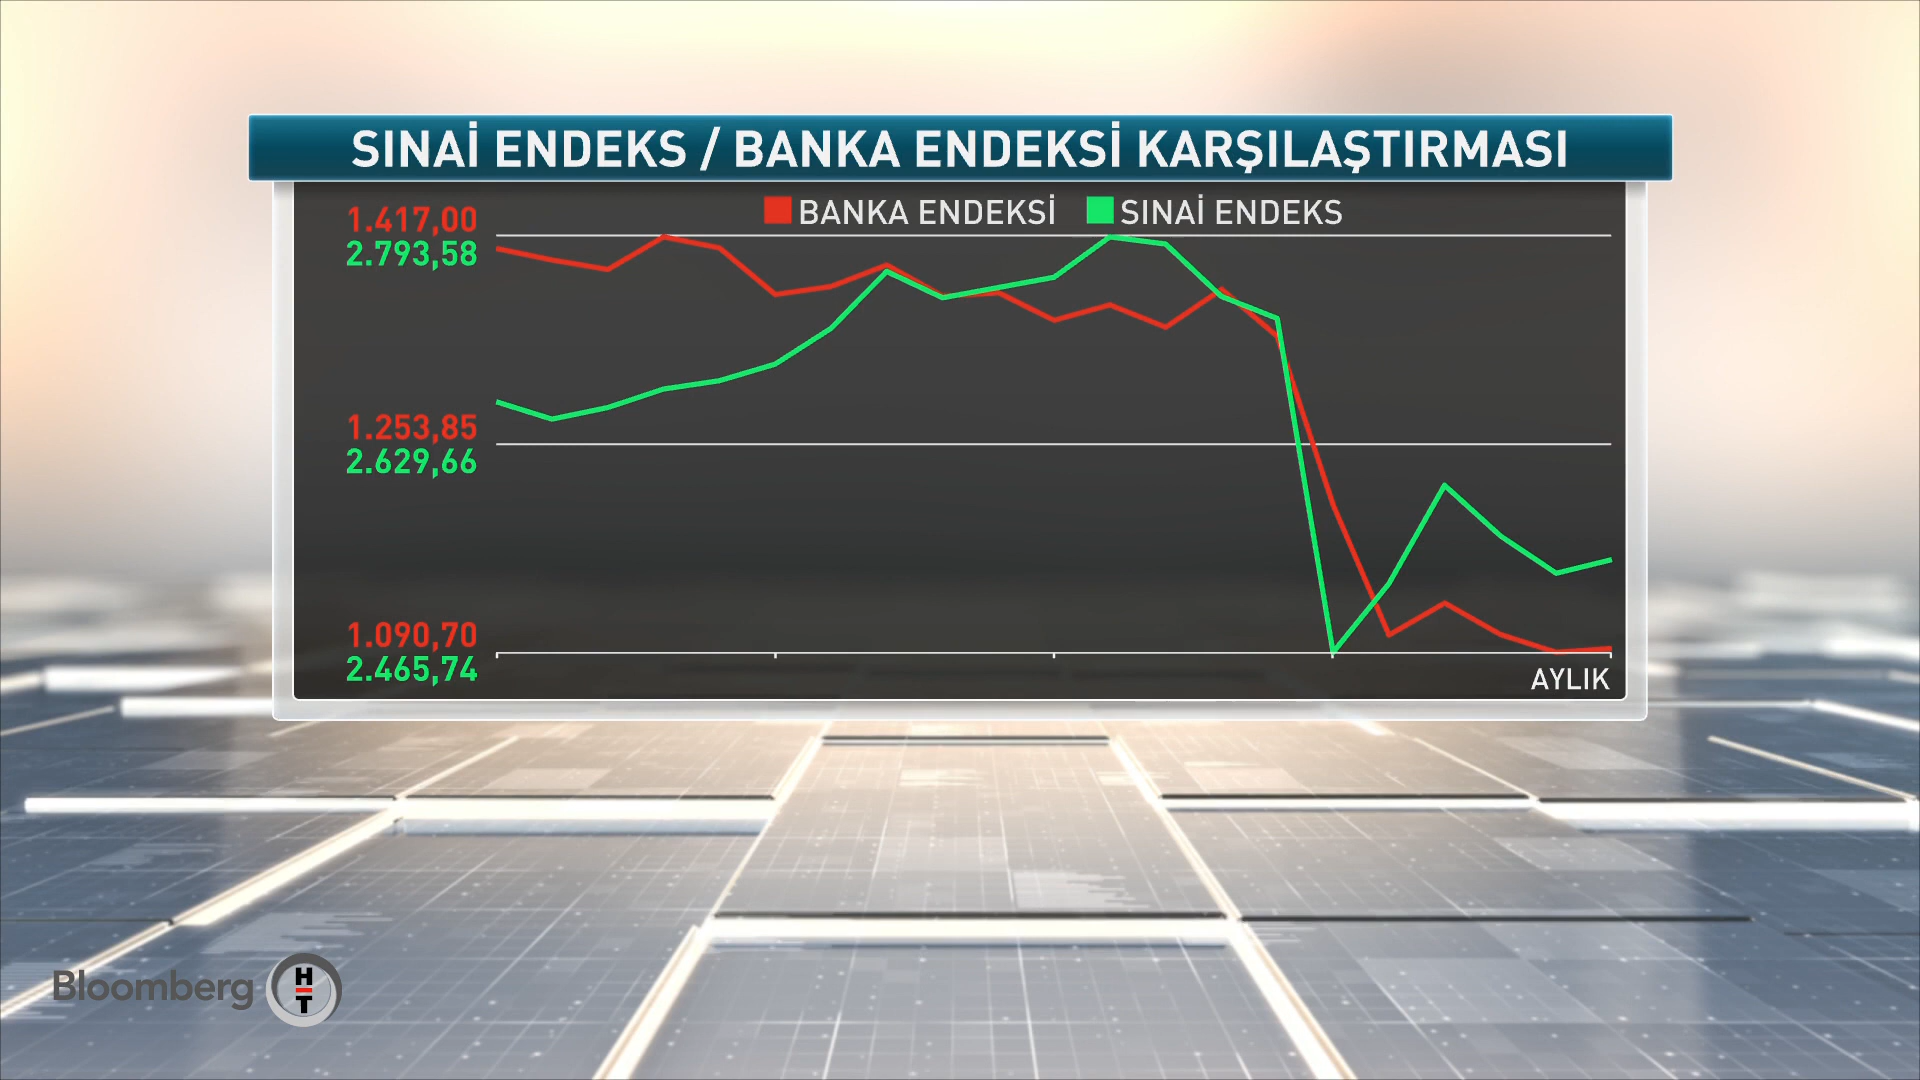 SINAİ ENDEKS / BANKA ENDEKSİ KARŞILAŞTIRMASI
BANKA ENDEKSİ SINAİ ENDEKS
1.417,00
2.793,58
1.253,85
2.629,66
1.090,70
2.465,74
AYLIK
Bloomberg HT